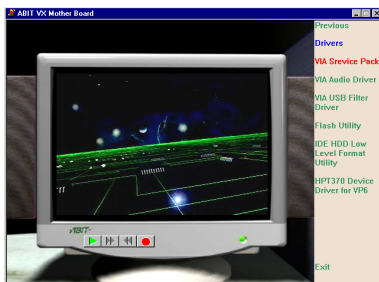 ABIT VX Mother Board
Previous
Drivers
VIA Srevice Pack
VIA Audio Driver
VIA USB Filter
Driver
Flash Utility
IDE HDD Low
Level Format
Utility
HPT370 Device
Driver for VP6
Exit
ABIT